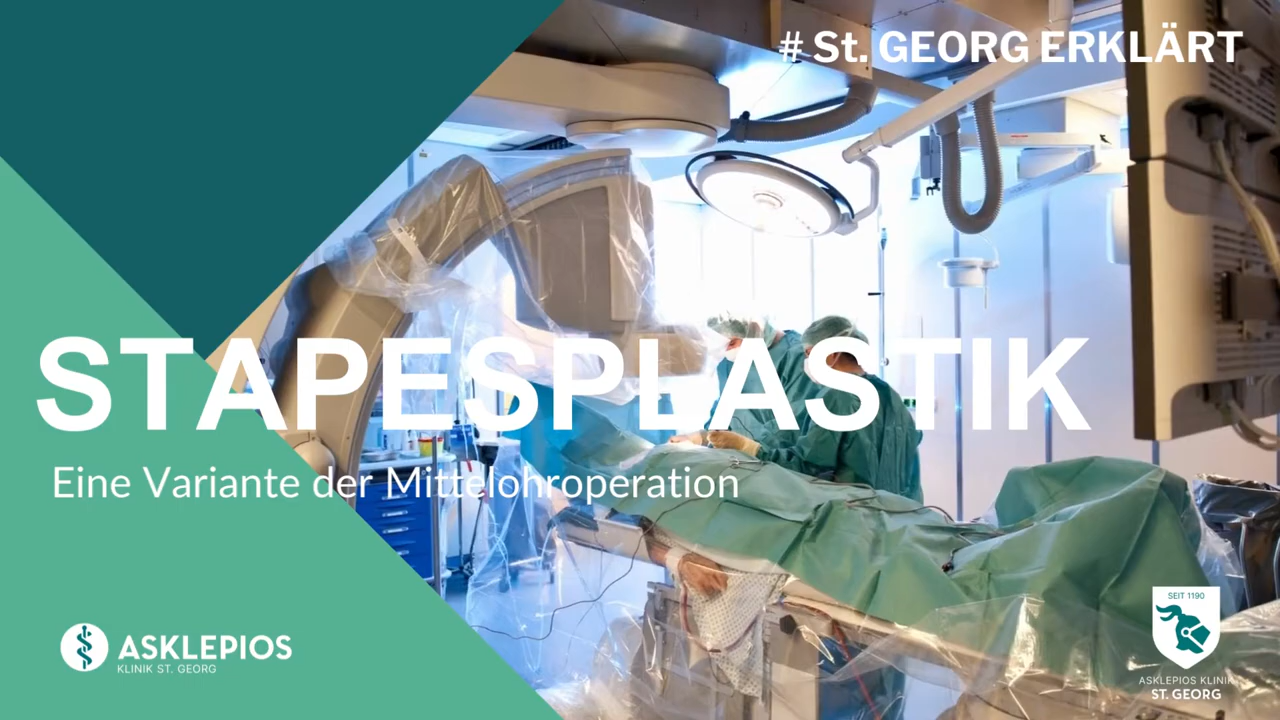 # St. GEORG ERKLÄRT
STAPESPLASTIK
Eine Variante der Mittelohroperation
ASKLEPIOS
KLINIK ST. GEORG
SEIT 1190
ASKLEPIOS KLINIK
ST. GEORG